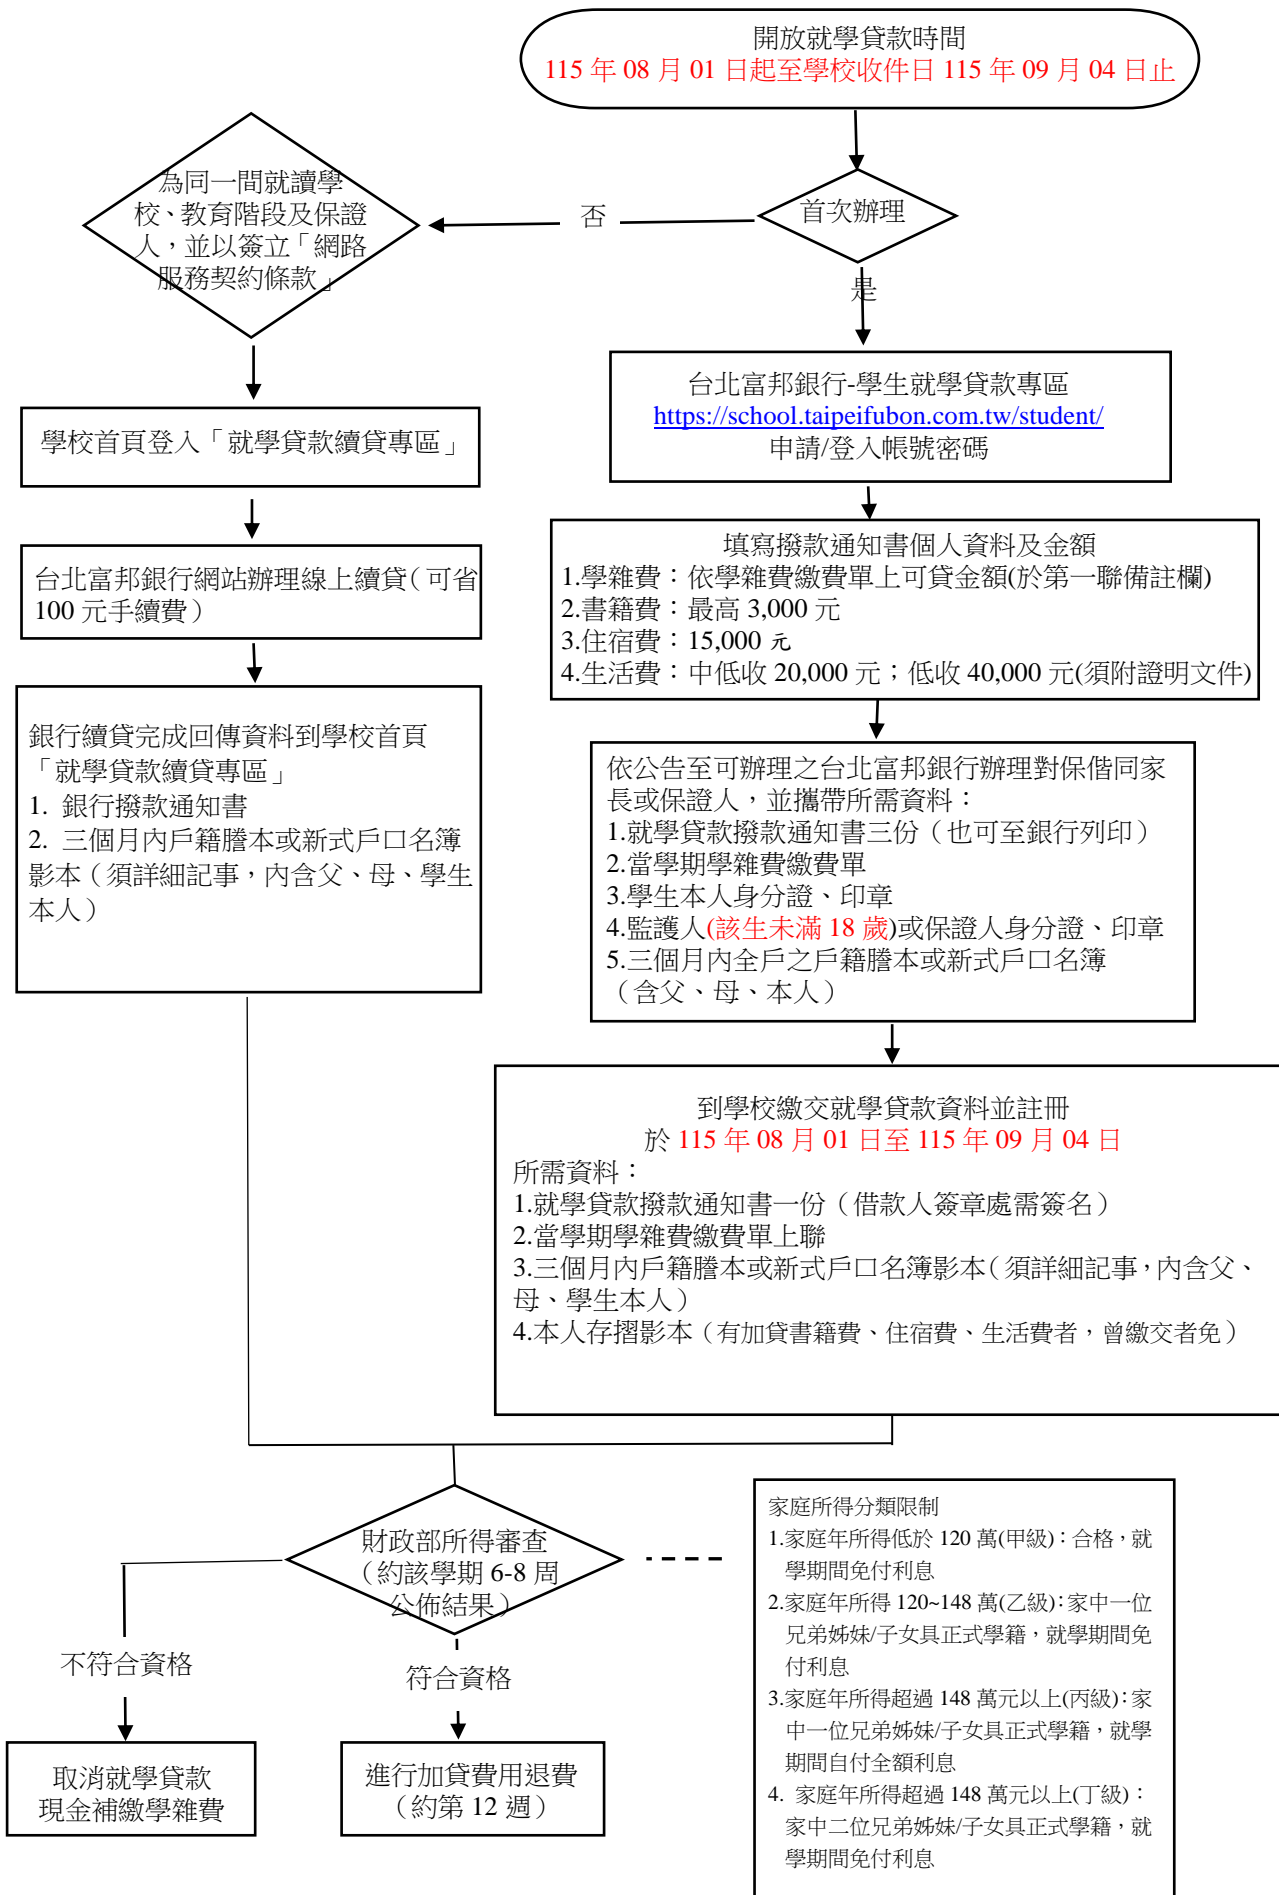 開放就學貸款時間
115 年 08 月 01 日起至學校收件日 115 年 09 月 04 日止
首次辦理
否
是
為同一間就讀學
校、教育階段及保證
人，並以簽立「網路
服務契約條款」
學校首頁登入「就學貸款續貸專區」
台北富邦銀行網站辦理線上續貸（可省
100 元手續費）
銀行續貸完成回傳資料到學校首頁
「就學貸款續貸專區」
1. 銀行撥款通知書
2. 三個月內戶籍謄本或新式戶口名簿
影本（須詳細記事，內含父、母、學生
本人）
台北富邦銀行-學生就學貸款專區
https://school.taipeifubon.com.tw/student/
申請/登入帳號密碼
填寫撥款通知書個人資料及金額
1.學雜費：依學雜費繳費單上可貸金額(於第一聯備註欄)
2.書籍費：最高 3,000 元
3.住宿費：15,000 元
4.生活費：中低收 20,000 元；低收 40,000 元(須附證明文件)
依公告至可辦理之台北富邦銀行辦理對保偕同家
長或保證人，並攜帶所需資料：
1.就學貸款撥款通知書三份（也可至銀行列印）
2.當學期學雜費繳費單
3.學生本人身分證、印章
4.監護人(該生未滿 18 歲)或保證人身分證、印章
5.三個月內全戶之戶籍謄本或新式戶口名簿
（含父、母、本人）
到學校繳交就學貸款資料並註冊
於 115 年 08 月 01 日至 115 年 09 月 04 日
所需資料：
1.就學貸款撥款通知書一份（借款人簽章處需簽名）
2.當學期學雜費繳費單上聯
3.三個月內戶籍謄本或新式戶口名簿影本（須詳細記事，內含父、
母、學生本人）
4.本人存摺影本（有加貸書籍費、住宿費、生活費者，曾繳交者免）
財政部所得審查
（約該學期 6-8 周
公佈結果）
不符合資格
符合資格
取消就學貸款
現金補繳學雜費
進行加貸費用退費
（約第 12 週）
家庭所得分類限制
1.家庭年所得低於 120 萬(甲級)：合格，就
學期間免付利息
2.家庭年所得 120~148 萬(乙級)：家中一位
兄弟姊妹/子女具正式學籍，就學期間免
付利息
3.家庭年所得超過 148 萬元以上(丙級)：家
中一位兄弟姊妹/子女具正式學籍，就學
期間自付全額利息
4. 家庭年所得超過 148 萬元以上(丁級)：
家中二位兄弟姊妹/子女具正式學籍，就
學期間免付利息